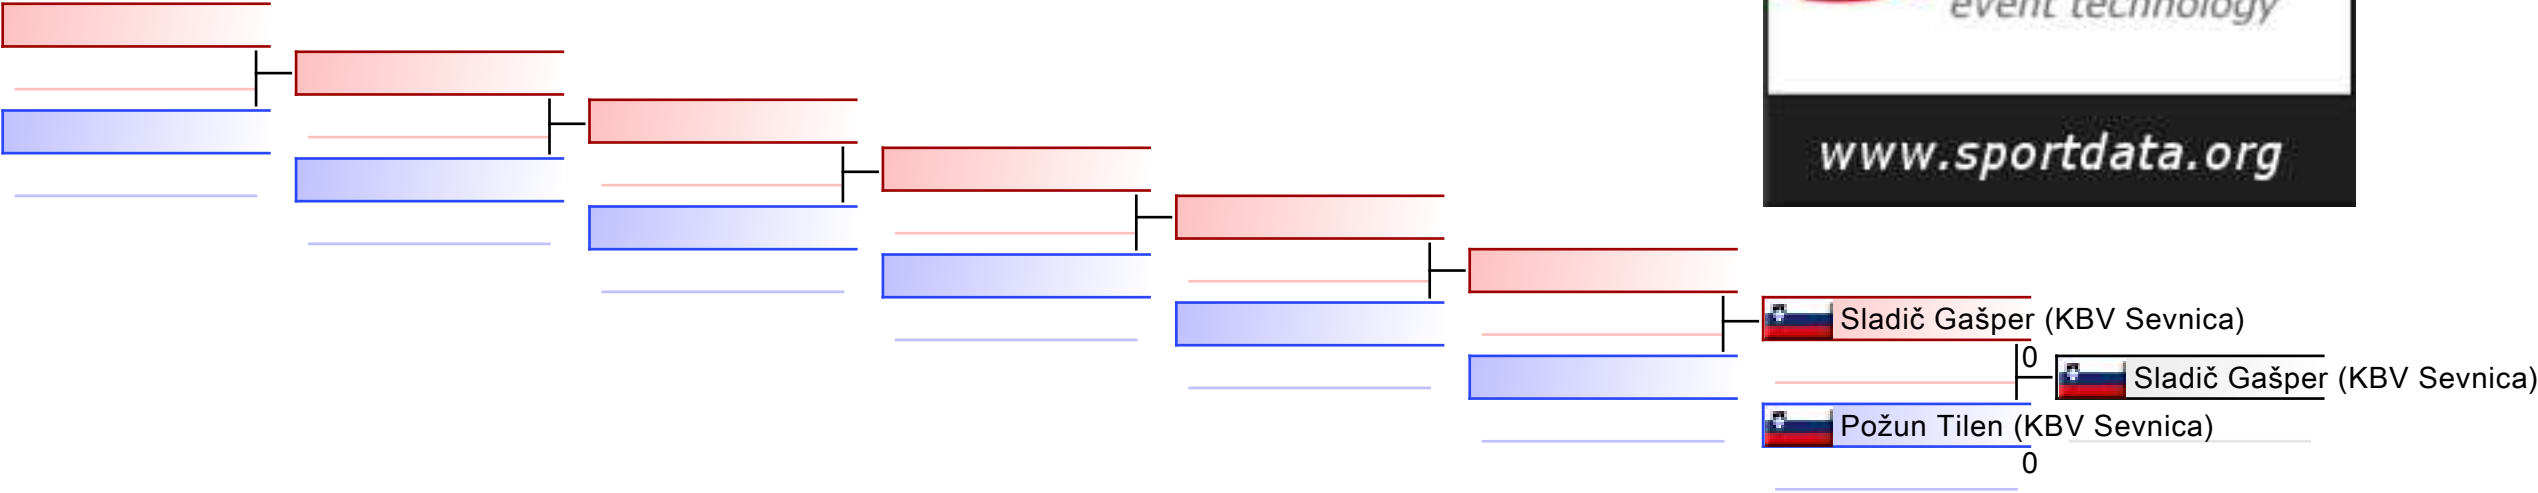 event technology
www.sportdata.org
Sladič Gašper (KBV Sevnica)
0
Sladič Gašper (KBV Sevnica)
Požun Tilen (KBV Sevnica)
0